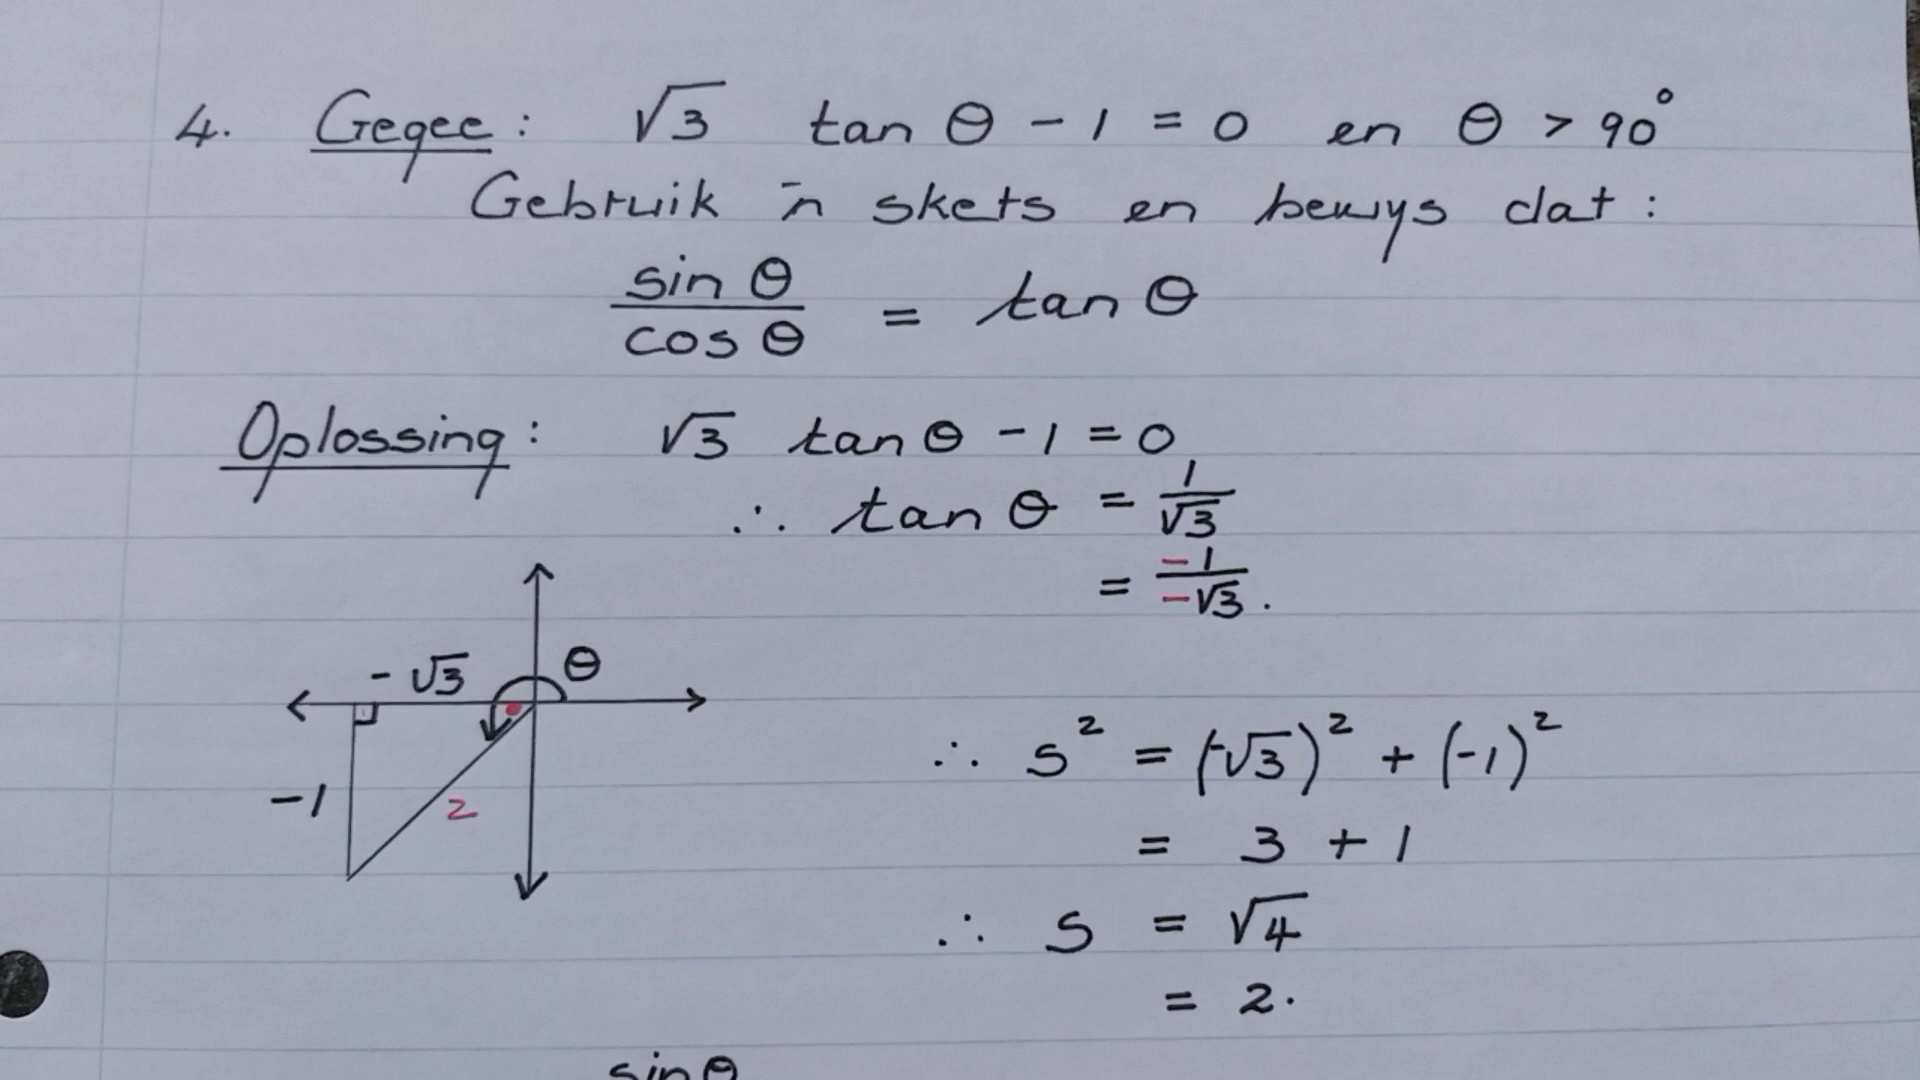 4. Gegee: √3 tan θ - 1 = 0 en θ > 90°
Gebruik 'n skets en bewys dat:
sin θ / cos θ = tan θ
Oplossing: √3 tan θ - 1 = 0
∴ tan θ = 1/√3
= -1/-√3.
-√3 θ
-1 2
∴ s² = (-√3)² + (-1)²
= 3 + 1
∴ s = √4
= 2.
sin θ